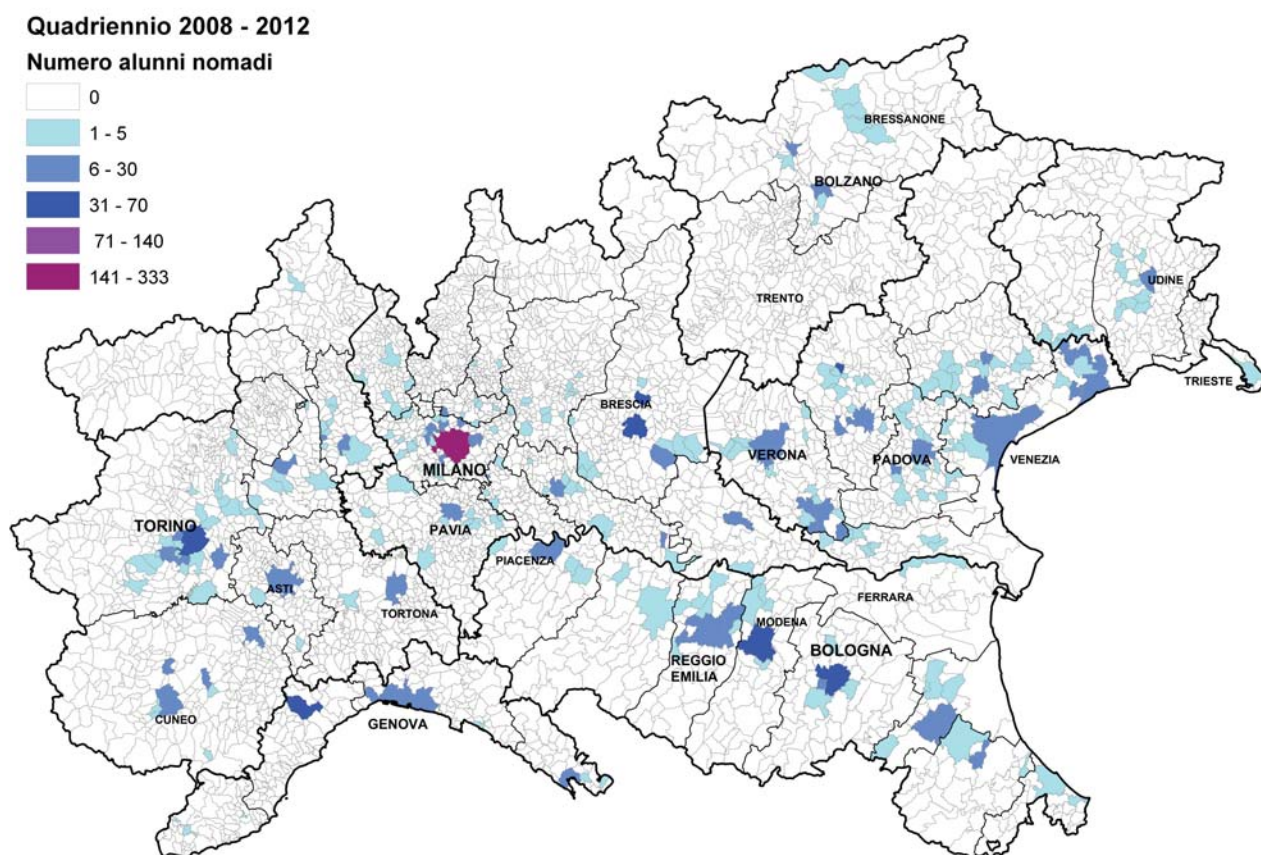 Quadriennio 2008 - 2012
Numero alunni nomadi
0
1 - 5
6 - 30
31 - 70
71 - 140
141 - 333
BRESSANONE
BOLZANO
UDINE
TRENTO
TRIESTE
BRESCIA
MILANO
VERONA
PADOVA
VENEZIA
TORINO
PAVIA
PIACENZA
ASTI
TORTONA
FERRARA
MODENA
BOLOGNA
REGGIO
EMILIA
CUNEO
GENOVA